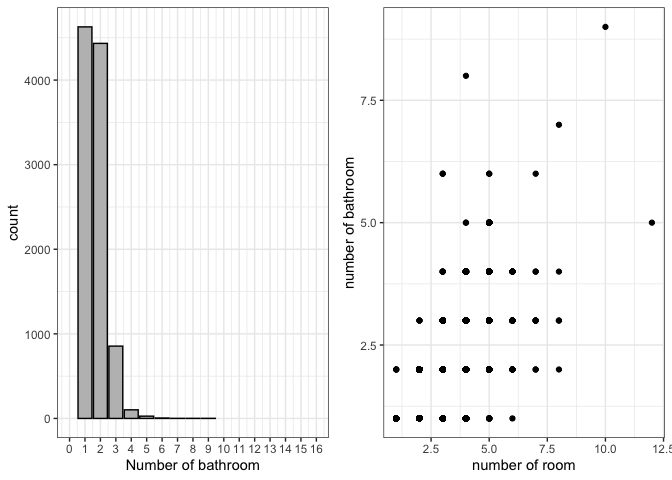 4000
3000
2000
1000
0
count
0 1 2 3 4 5 6 7 8 9 10 11 12 13 14 15 16
Number of bathroom
7.5
5.0
2.5
number of bathroom
2.5 5.0 7.5 10.0 12.5
number of room